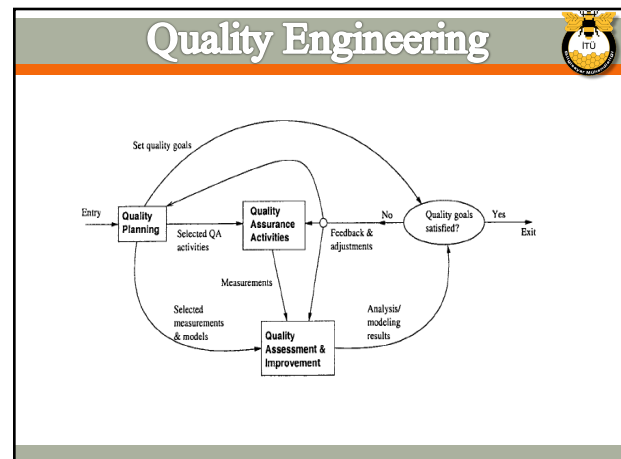 Quality Engineering
İTÜ
Set quality goals
Entry
Quality
Planning
Selected QA
activities
Quality
Assurance
Activities
No
Feedback &
adjustments
Quality goals
satisfied?
Yes
Exit
Measurements
Selected
measurements
& models
Quality
Assessment &
Improvement
Analysis/
modeling
results